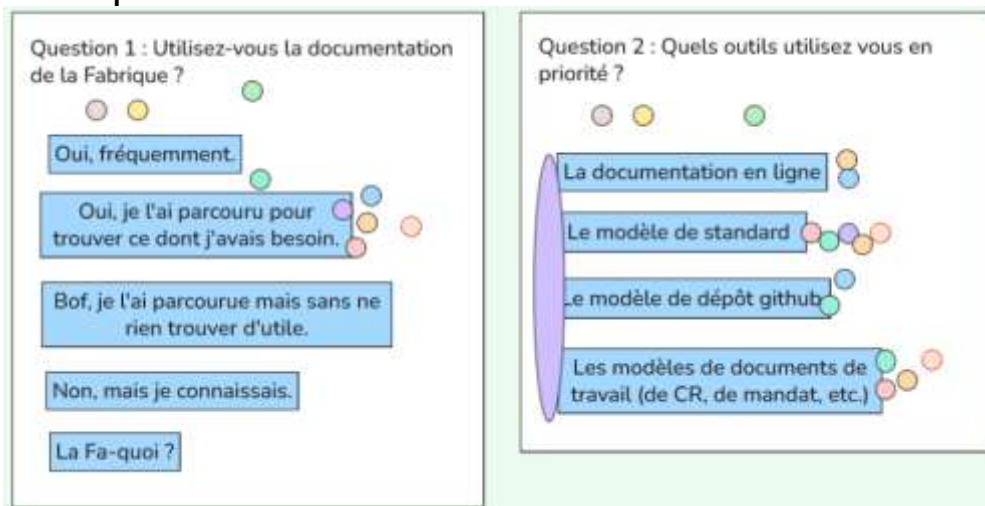 Question 1 : Utilisez-vous la documentation
de la Fabrique ?
Oui, fréquemment.
Oui, je l'ai parcouru pour
trouver ce dont j'avais besoin.
Bof, je l'ai parcourue mais sans ne
rien trouver d'utile.
Non, mais je connaissais.
La Fa-quoi ?
Question 2 : Quels outils utilisez vous en
priorité ?
La documentation en ligne
Le modèle de standard
Le modèle de dépôt github
Les modèles de documents de
travail (de CR, de mandat, etc.)